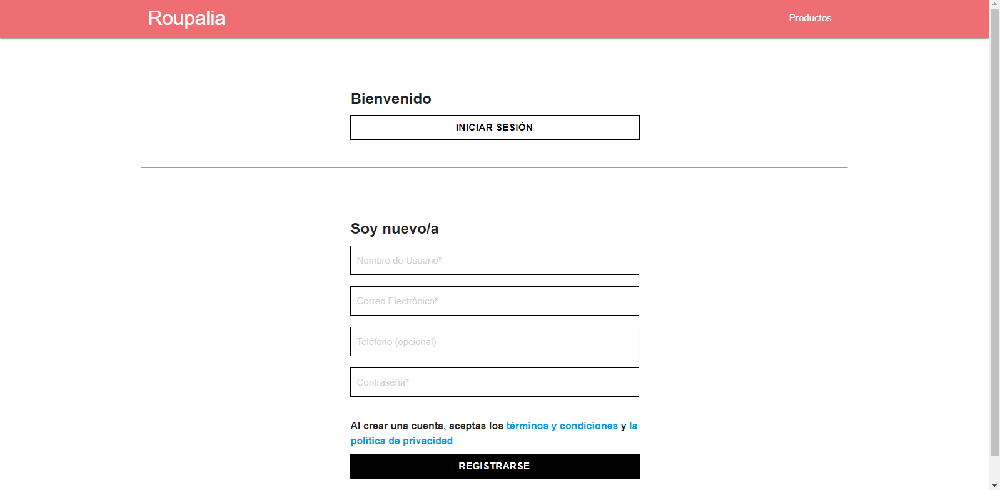 Roupalia
Productos
Bienvenido
INICIAR SESIÓN
Soy nuevo/a
Nombre de Usuario*
Correo Electrónico*
Teléfono (opcional)
Contraseña*
Al crear una cuenta, aceptas los términos y condiciones y la
política de privacidad
REGISTRARSE